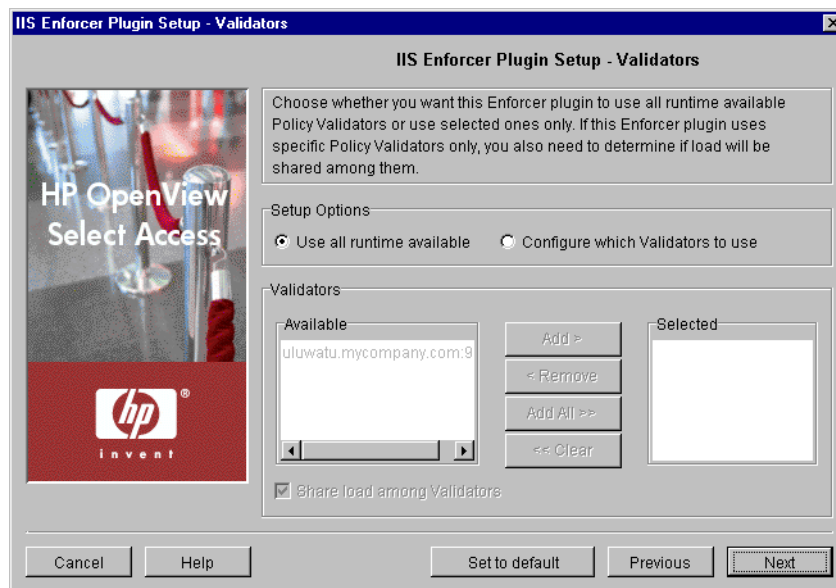 IIS Enforcer Plugin Setup - Validators
IIS Enforcer Plugin Setup - Validators
HP OpenView
Select Access
hp
®
invent
Choose whether you want this Enforcer plugin to use all runtime available
Policy Validators or use selected ones only. If this Enforcer plugin uses
specific Policy Validators only, you also need to determine if load will be
shared among them.
Setup Options
Use all runtime available
Configure which Validators to use
Validators
Available
uluwatu.mycompany.com:9
Add >
< Remove
Add All >>
<< Clear
Selected
Share load among Validators
Cancel
Help
Set to default
Previous
Next